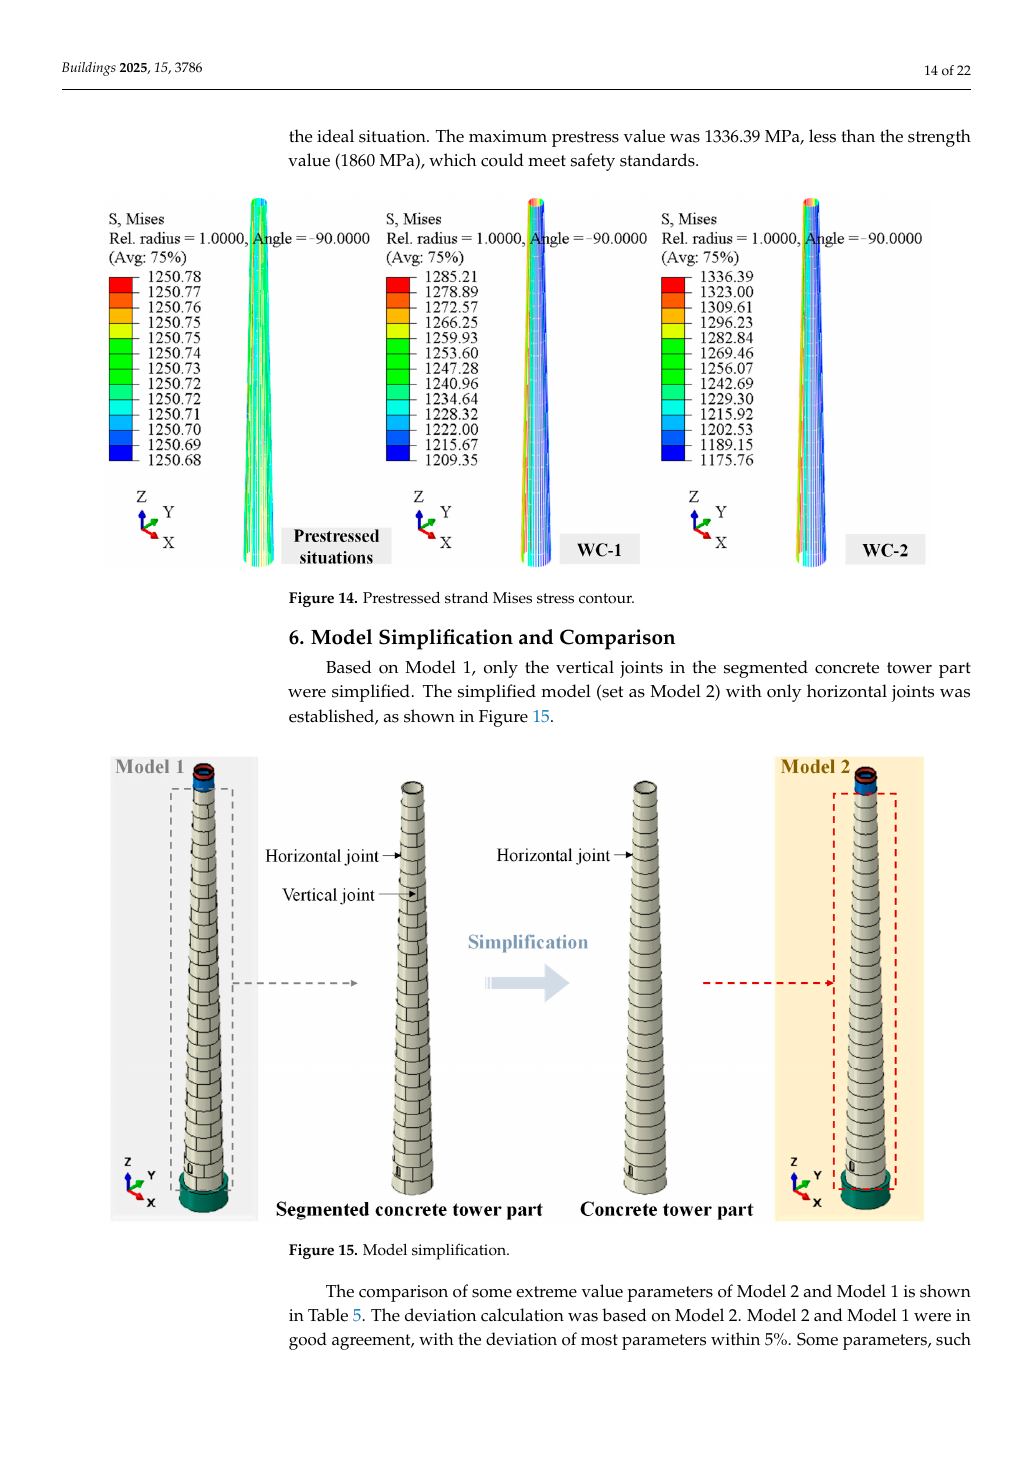 Buildings 2025, 15, 3786
14 of 22
the ideal situation. The maximum prestress value was 1336.39 MPa, less than the strength
value (1860 MPa), which could meet safety standards.
S, Mises
Rel. radius = 1.0000, Angle = -90.0000
(Avg: 75%)
1250.78
1250.77
1250.76
1250.75
1250.75
1250.74
1250.73
1250.72
1250.72
1250.71
1250.70
1250.69
1250.68
Z
Y
X
Prestressed
situations
S, Mises
Rel. radius = 1.0000, Angle = -90.0000
(Avg: 75%)
1285.21
1278.89
1272.57
1266.25
1259.93
1253.60
1247.28
1240.96
1234.64
1228.32
1222.00
1215.67
1209.35
Z
Y
X
WC-1
S, Mises
Rel. radius = 1.0000, Angle = -90.0000
(Avg: 75%)
1336.39
1323.00
1309.61
1296.23
1282.84
1269.46
1256.07
1242.69
1229.30
1215.92
1202.53
1189.15
1175.76
Z
Y
X
WC-2
Figure 14. Prestressed strand Mises stress contour.
6. Model Simplification and Comparison
Based on Model 1, only the vertical joints in the segmented concrete tower part
were simplified. The simplified model (set as Model 2) with only horizontal joints was
established, as shown in Figure 15.
Model 1
Z
Y
X
Horizontal joint
Vertical joint
Segmented concrete tower part
Simplification
Horizontal joint
Concrete tower part
Model 2
Z
Y
X
Figure 15. Model simplification.
The comparison of some extreme value parameters of Model 2 and Model 1 is shown
in Table 5. The deviation calculation was based on Model 2. Model 2 and Model 1 were in
good agreement, with the deviation of most parameters within 5%. Some parameters, such